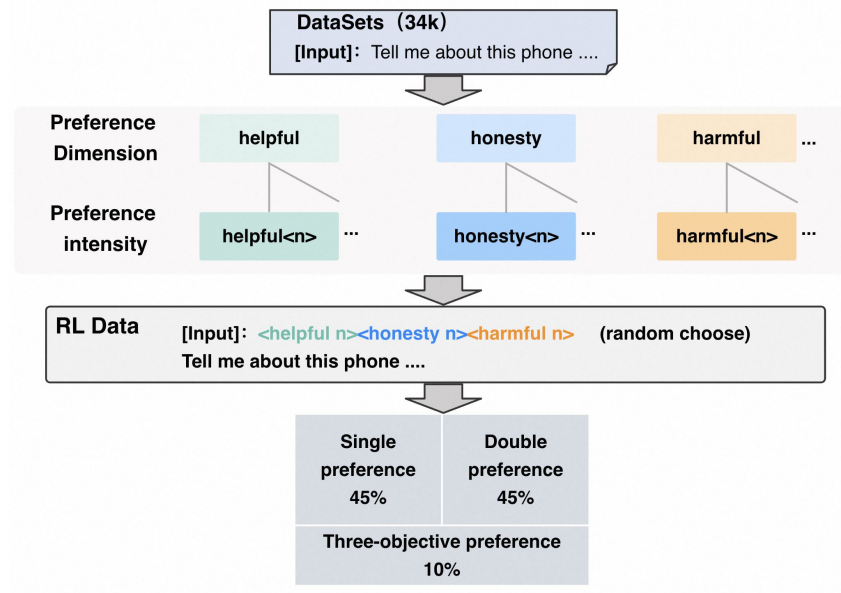 DataSets（34k）
[Input]： Tell me about this phone ....
Preference
Dimension
helpful
honesty
harmful
...
Preference
intensity
helpful<n>
...
honesty<n>
...
harmful<n>
...
RL Data
[Input]： <helpful n><honesty n><harmful n> (random choose)
Tell me about this phone ....
Single
preference
45%
Double
preference
45%
Three-objective preference
10%